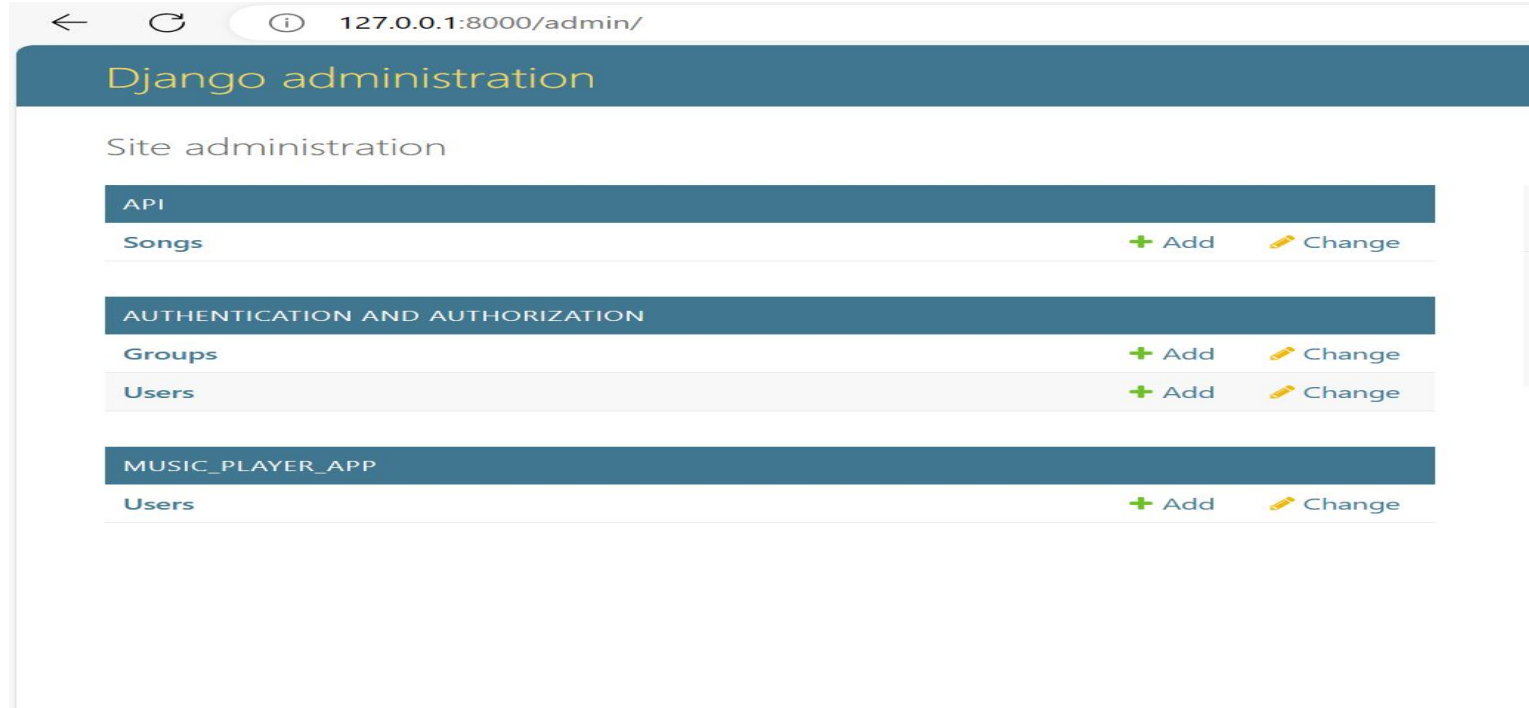 127.0.0.1:8000/admin/
Django administration
Site administration
API
Songs Add Change
AUTHENTICATION AND AUTHORIZATION
Groups Add Change
Users Add Change
MUSIC_PLAYER_APP
Users Add Change